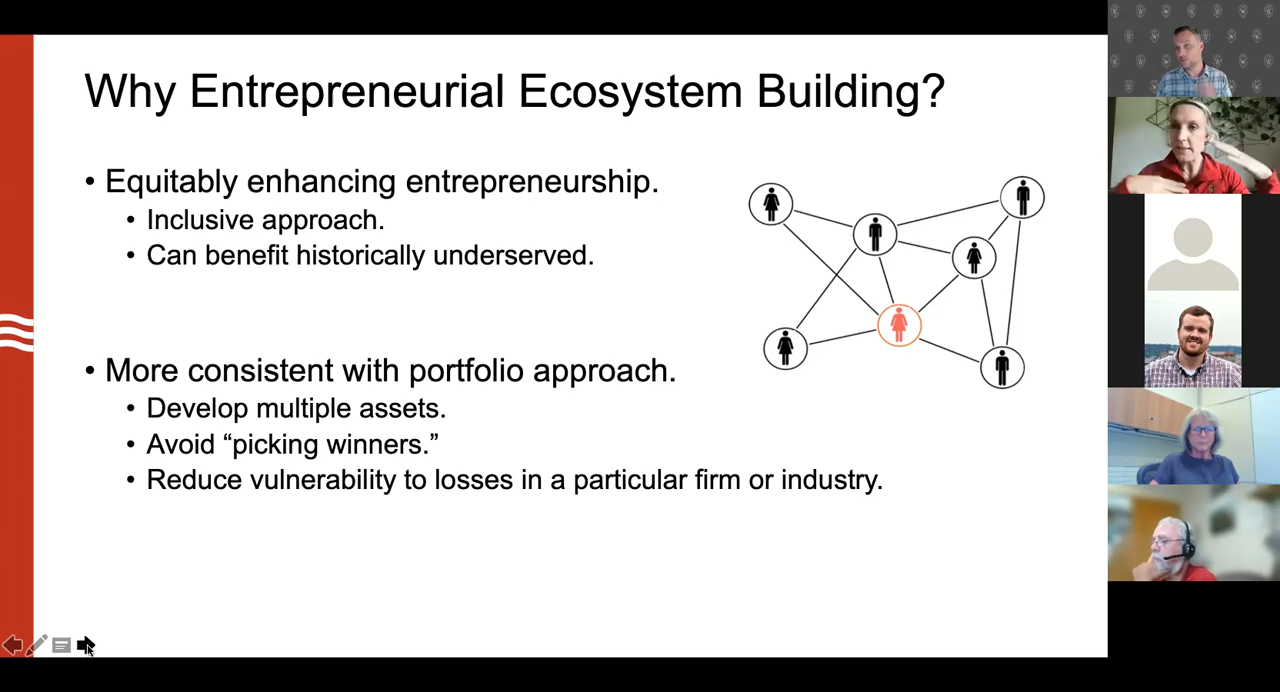 Why Entrepreneurial Ecosystem Building?
• Equitably enhancing entrepreneurship.
• Inclusive approach.
• Can benefit historically underserved.
• More consistent with portfolio approach.
• Develop multiple assets.
• Avoid “picking winners.”
• Reduce vulnerability to losses in a particular firm or industry.